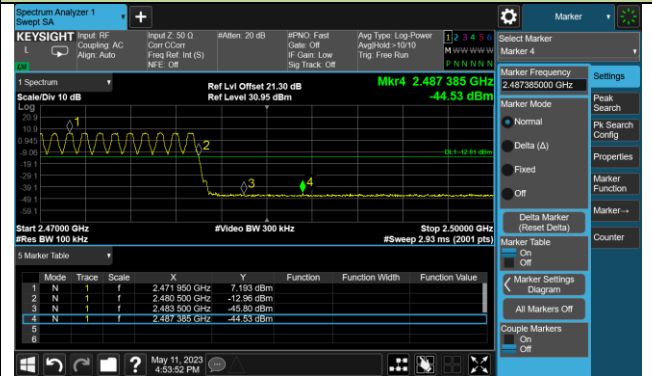 Spectrum Analyzer 1
Swept SA
Marker
KEYSIGHT
L
Input: RF
Coupling: AC
Align: Auto
Input Z: 50 Ω
Corr CCorr
Freq Ref: Int (S)
NFE: Off
#Atten: 20 dB
#PNO: Fast
Gate: Off
IF Gain: Low
Sig Track: Off
Avg Type: Log-Power
Avg|Hold:>10/10
Trig: Free Run
1 2 3 4 5 6
M W W W W W
P N N N N N
Select Marker
Marker 4
1 Spectrum
Scale/Div 10 dB
Ref Lvl Offset 21.30 dB
Ref Level 30.95 dBm
Mkr4 2.487 385 GHz
-44.53 dBm
Log
20.9
10.9
0.945
-9.06
-19.1
-29.1
-39.1
-49.1
-59.1
1
2
3
4
DL1 -12.81 dBm
Start 2.47000 GHz
#Res BW 100 kHz
#Video BW 300 kHz
Stop 2.50000 GHz
#Sweep 2.93 ms (2001 pts)
5 Marker Table
Mode Trace Scale X Y Function Function Width Function Value
1 N 1 f 2.471 950 GHz 7.193 dBm
2 N 1 f 2.480 500 GHz -12.96 dBm
3 N 1 f 2.483 500 GHz -45.80 dBm
4 N 1 f 2.487 385 GHz -44.53 dBm
5
6
Marker Frequency
2.487385000 GHz
Marker Mode
Normal
Delta (Δ)
Fixed
Off
Delta Marker
(Reset Delta)
Marker Table
On
Off
Marker Settings
Diagram
All Markers Off
Couple Markers
On
Off
Settings
Peak
Search
Pk Search
Config
Properties
Marker
Function
Marker→
Counter
?
May 11, 2023
4:53:52 PM